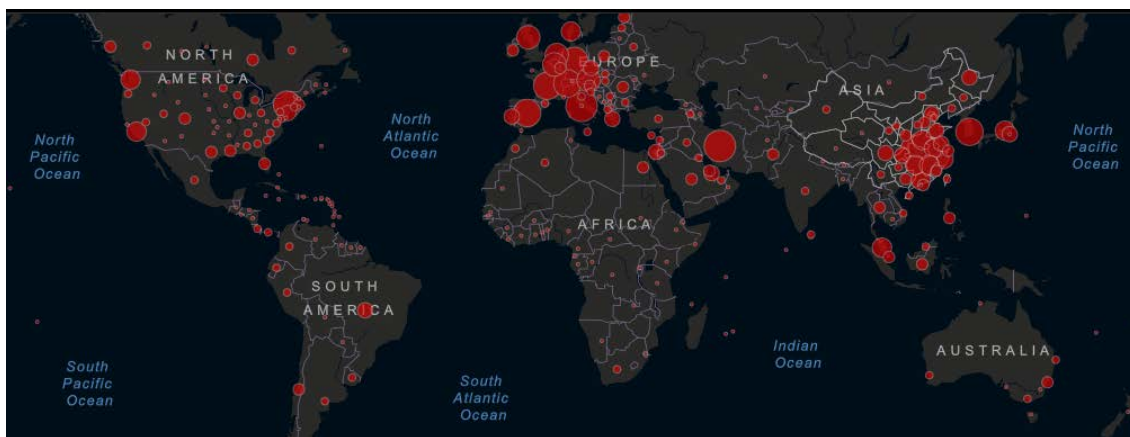 NORTH
AMERICA
EUROPE
ASIA
North
Pacific
Ocean
North
Atlantic
Ocean
North
Pacific
Ocean
AFRICA
SOUTH
AMERICA
Indian
Ocean
AUSTRALIA
South
Pacific
Ocean
South
Atlantic
Ocean